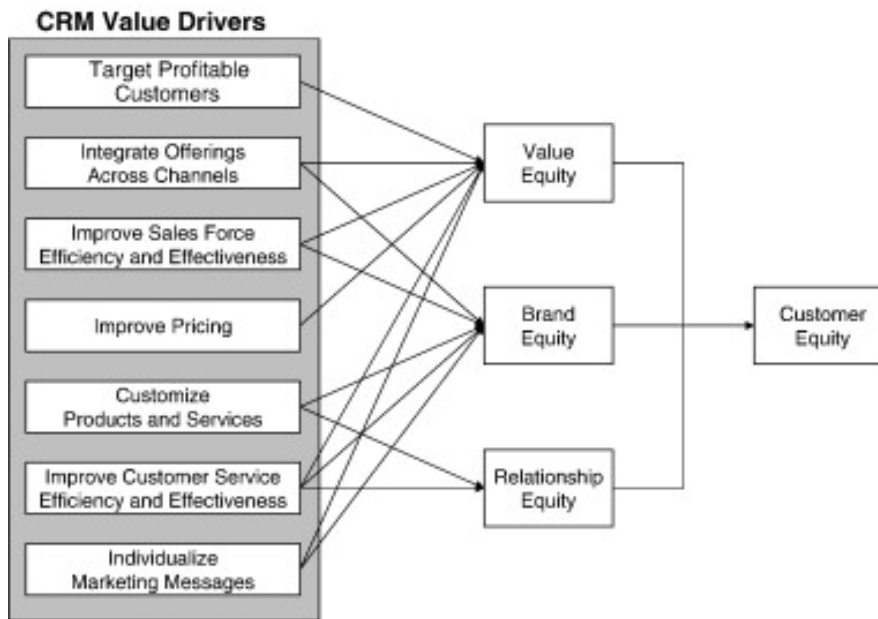 CRM Value Drivers
Target Profitable
Customers
Integrate Offerings
Across Channels
Improve Sales Force
Efficiency and Effectiveness
Improve Pricing
Customize
Products and Services
Improve Customer Service
Efficiency and Effectiveness
Individualize
Marketing Messages
Value
Equity
Brand
Equity
Relationship
Equity
Customer
Equity